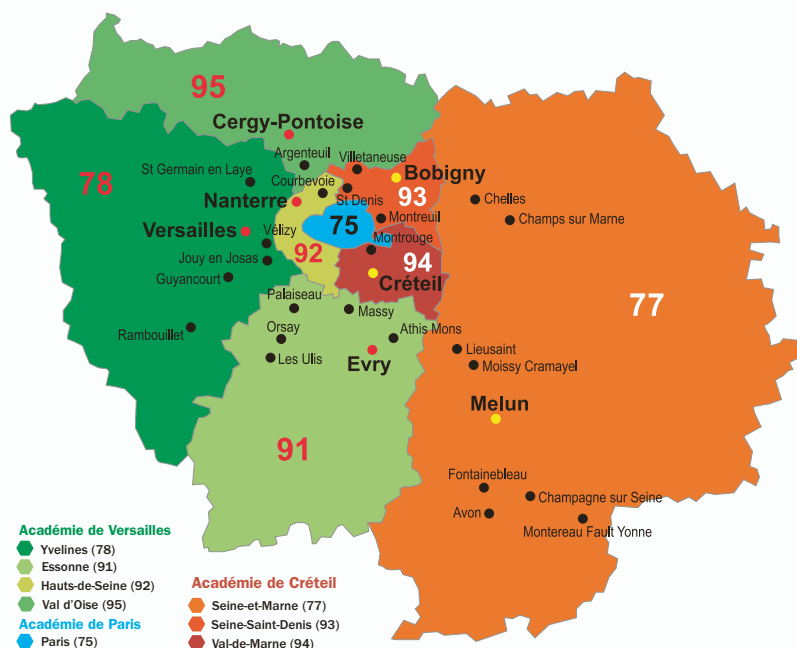 95
Cergy-Pontoise
Argenteuil
Villetaneuse
St Germain en Laye
78
Courbevoie
Bobigny
93
Nanterre
St Denis
Chelles
Versailles
75
Montreuil
Champs sur Marne
Vélizy
92
Montrouge
94
Jouy en Josas
Guyancourt
Créteil
77
Palaiseau
Massy
Rambouillet
Orsay
Athis Mons
Les Ulis
Evry
Lieusaint
Moissy Cramayel
Melun
91
Fontainebleau
Champagne sur Seine
Avon
Montereau Fault Yonne
Académie de Versailles
Yvelines (78)
Essonne (91)
Hauts-de-Seine (92)
Val d'Oise (95)
Académie de Paris
Paris (75)
Académie de Créteil
Seine-et-Marne (77)
Seine-Saint-Denis (93)
Val-de-Marne (94)